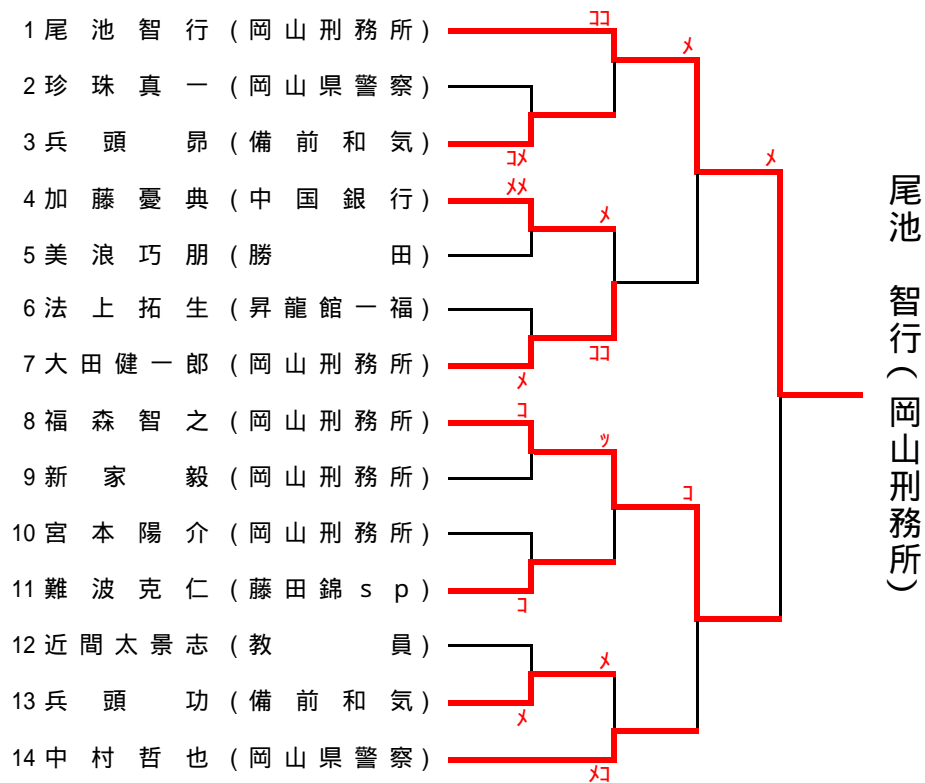 ココ
1 尾池智行 (岡山刑務所)
メ
2 珍珠真一 (岡山県警察)
3 兵頭昴 (備前和気)
コメ
メ
メメ
4 加藤憂典 (中国銀行)
メ
5 美浪巧朋 (勝田)
6 法上拓生 (昇龍館一福)
ココ
7 大田健一郎 (岡山刑務所)
メ
コ
8 福森智之 (岡山刑務所)
ッ
9 新家毅 (岡山刑務所)
コ
10 宮本陽介 (岡山刑務所)
11 難波克仁 (藤田錦sp)
コ
12 近間太景志 (教員)
メ
13 兵頭功 (備前和気)
メ
14 中村哲也 (岡山県警察)
メコ
尾池 智行(岡山刑務所)